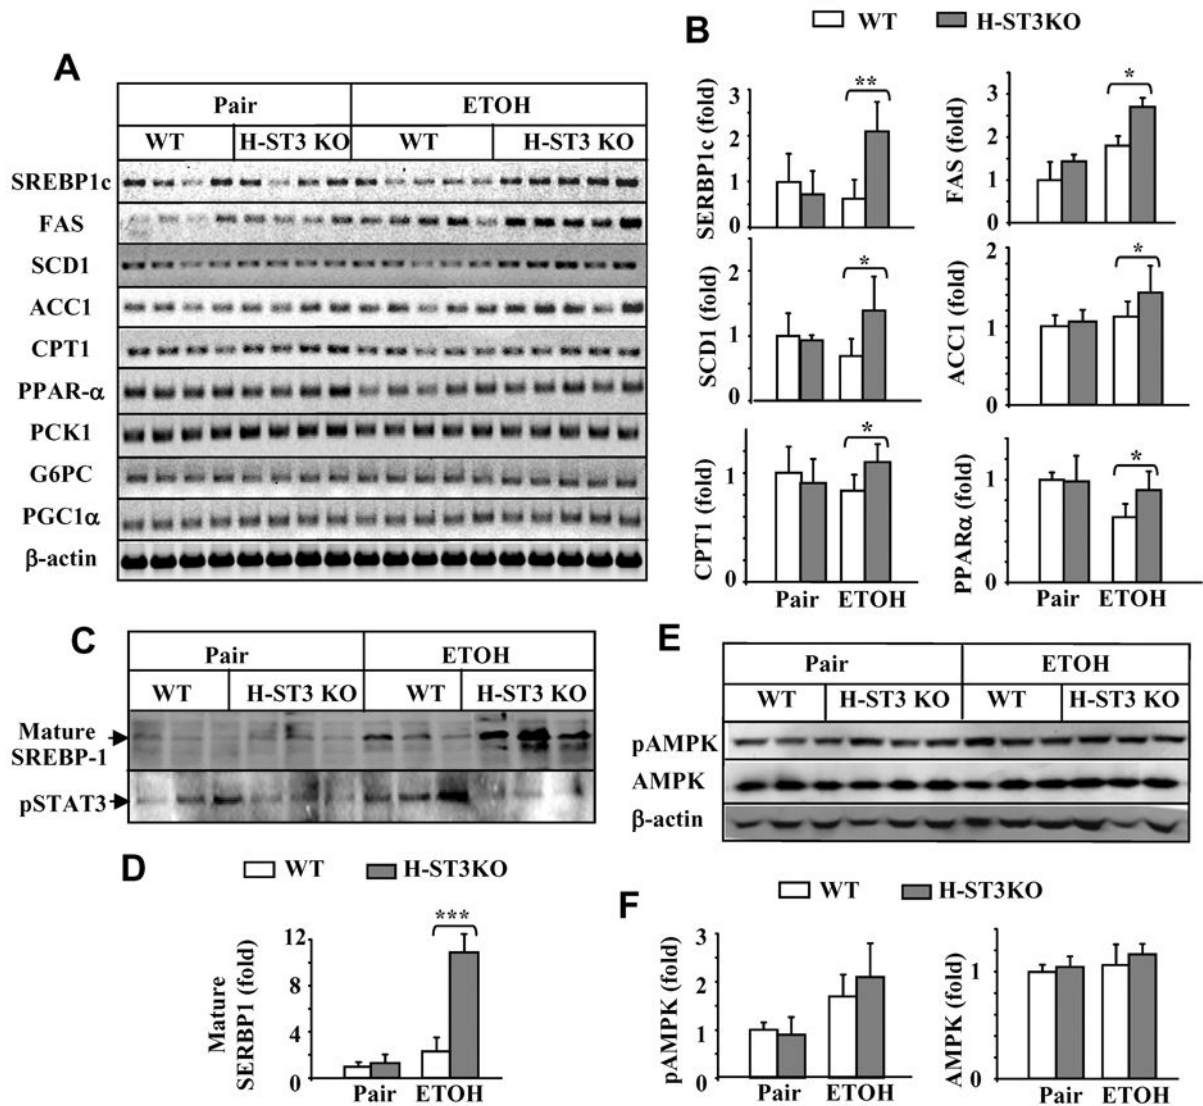 A
Pair ETOH
WT H-ST3 KO WT H-ST3 KO
SREBP1c
FAS
SCD1
ACC1
CPT1
PPAR-α
PCK1
G6PC
PGC1α
β-actin
B
WT H-ST3KO
SERBP1c (fold)
3
2
1
0
**
FAS (fold)
3
2
1
0
*
SCD1 (fold)
2
1
0
*
ACC1 (fold)
2
1
0
*
CPT1 (fold)
1
0
*
Pair ETOH
PPARα (fold)
1
0
*
Pair ETOH
C
Pair ETOH
WT H-ST3 KO WT H-ST3 KO
Mature
SREBP-1
pSTAT3
D
WT H-ST3KO
Mature
SERBP1 (fold)
12
8
4
0
***
Pair ETOH
E
Pair ETOH
WT H-ST3 KO WT H-ST3 KO
pAMPK
AMPK
β-actin
F
WT H-ST3KO
pAMPK (fold)
3
2
1
0
Pair ETOH
AMPK (fold)
1
0
Pair ETOH